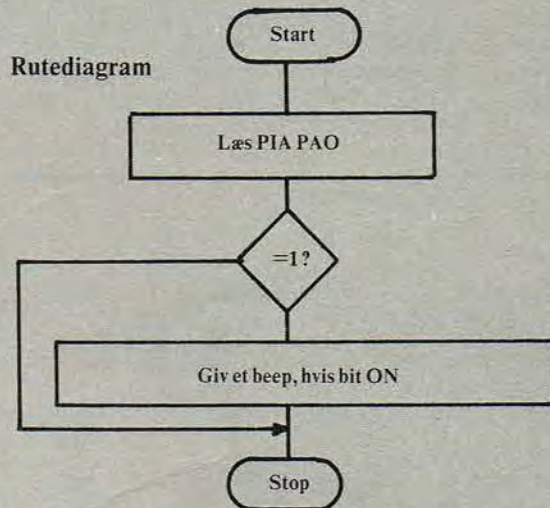 Start
Rutediagram
Læs PIA PAO
=1?
Giv et beep, hvis bit ON
Stop